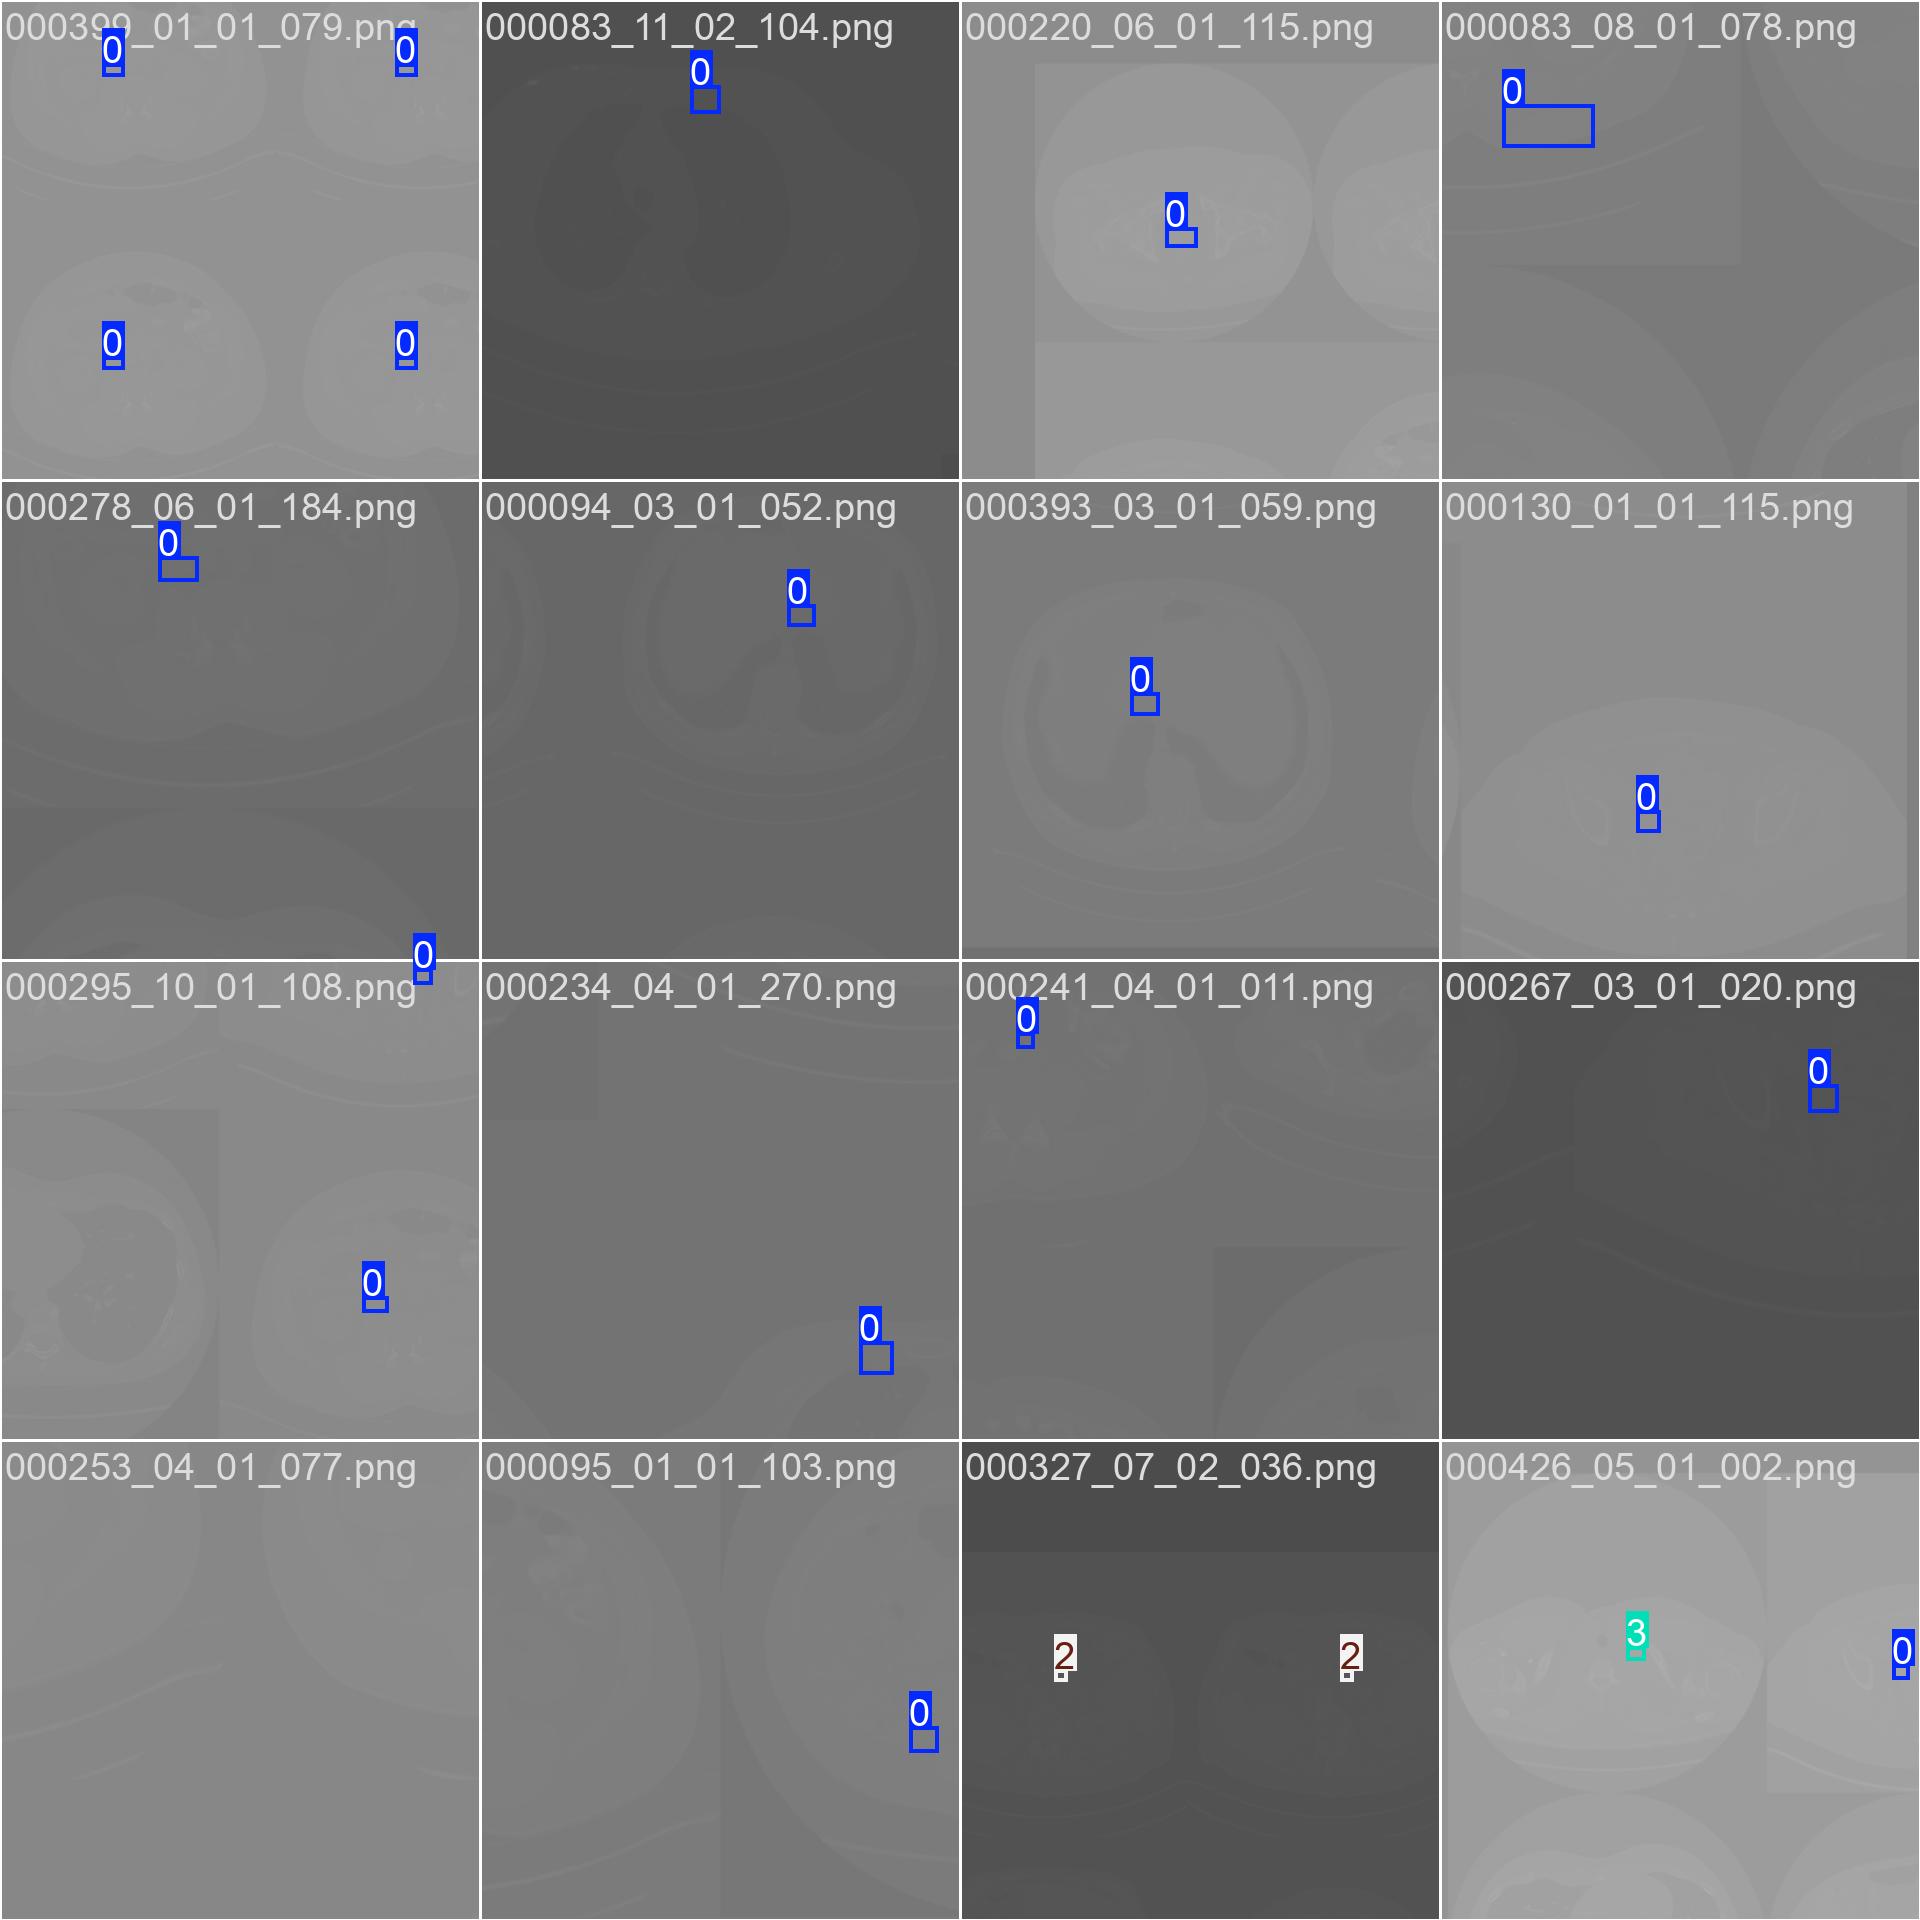 000399_01_01_079.png
000083_11_02_104.png
000220_06_01_115.png
000083_08_01_078.png
0
0
0
0
0
0
0
0
000278_06_01_184.png
000094_03_01_052.png
000393_03_01_059.png
000130_01_01_115.png
0
0
0
0
0
000295_10_01_108.png
000234_04_01_270.png
000241_04_01_011.png
000267_03_01_020.png
0
0
0
0
000253_04_01_077.png
000095_01_01_103.png
000327_07_02_036.png
000426_05_01_002.png
3
0
2
2
0